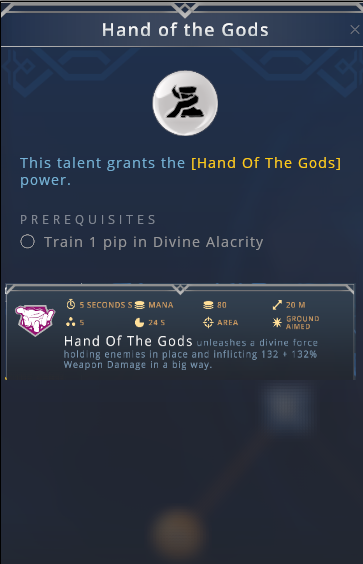 Hand of the Gods
This talent grants the [Hand Of The Gods]
power.
PREREQUISITES
Train 1 pip in Divine Alacrity
5 SECONDS S MANA 80 20 M
5 24 S AREA GROUND
AIMED
Hand Of The Gods unleashes a divine force
holding enemies in place and inflicting 132 + 132%
Weapon Damage in a big way.